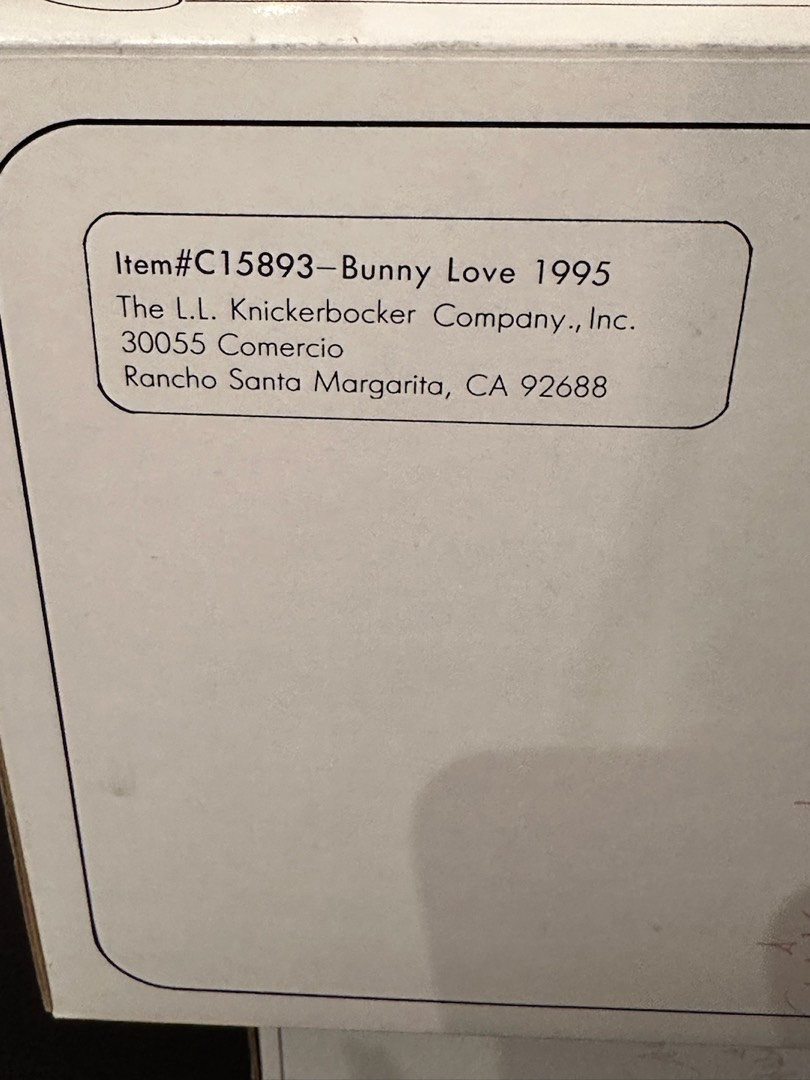 Item#C15893–Bunny Love 1995
The L.L. Knickerbocker Company., Inc.
30055 Comercio
Rancho Santa Margarita, CA 92688